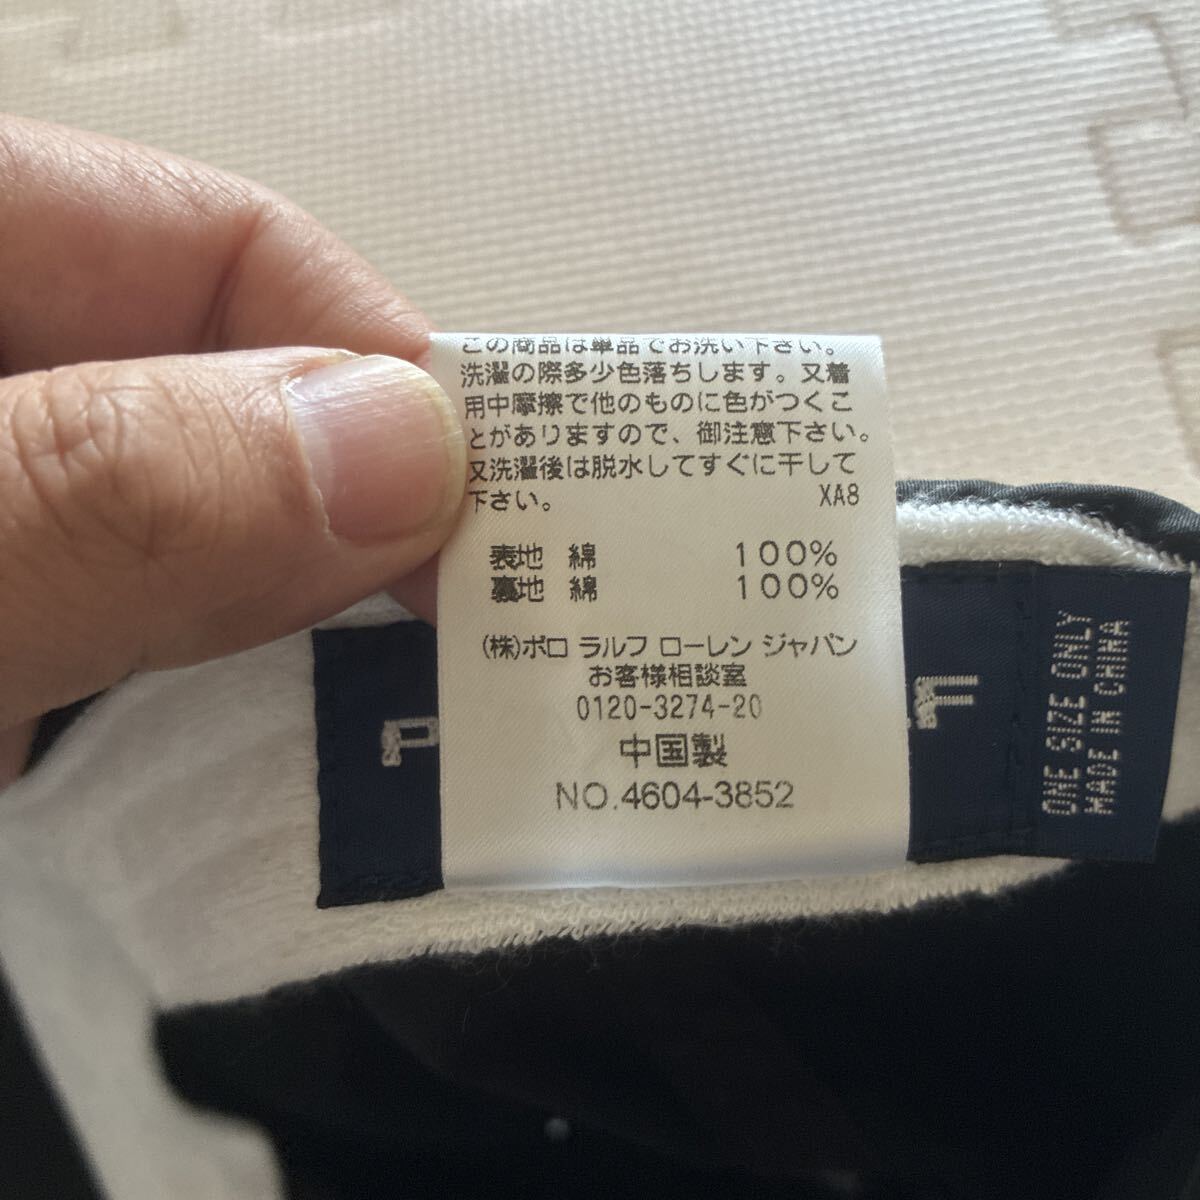 この商品は単品でお洗い下さい。
洗濯の際多少色落ちします。又着
用中摩擦で他のものに色がつくこ
とがありますので、御注意下さい。
又洗濯後は脱水してすぐに干して
下さい。 XA8
表地 綿 100%
裏地 綿 100%
(株)ポロ ラルフ ローレン ジャパン
お客様相談室
0120-3274-20
中国製
NO.4604-3852
ONE SIZE ONLY
MADE IN CHINA